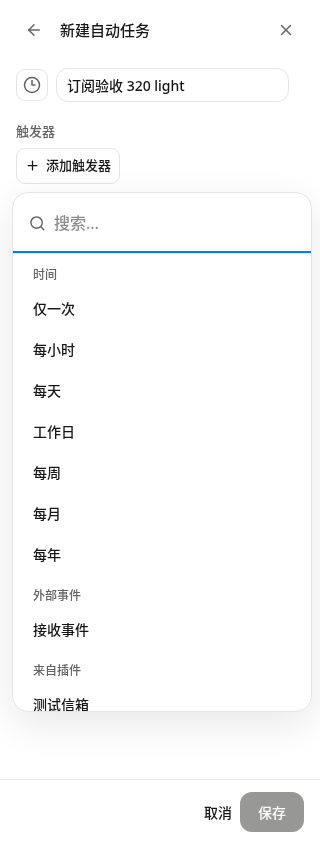 新建自动任务
订阅验收 320 light
触发器
添加触发器
搜索...
时间
仅一次
每小时
每天
工作日
每周
每月
每年
外部事件
接收事件
来自插件
测试信箱
取消
保存